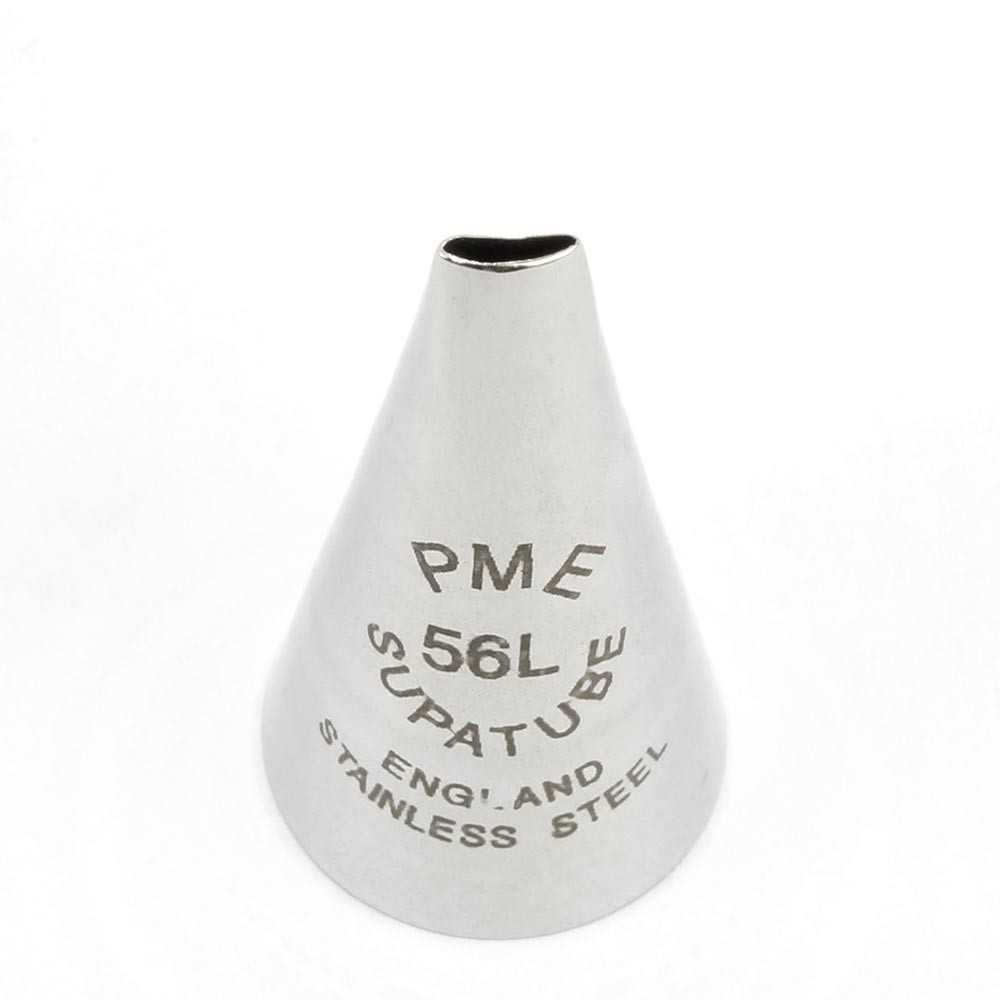 PME
56L
SUPATUBE
ENGLAND
STAINLESS STEEL